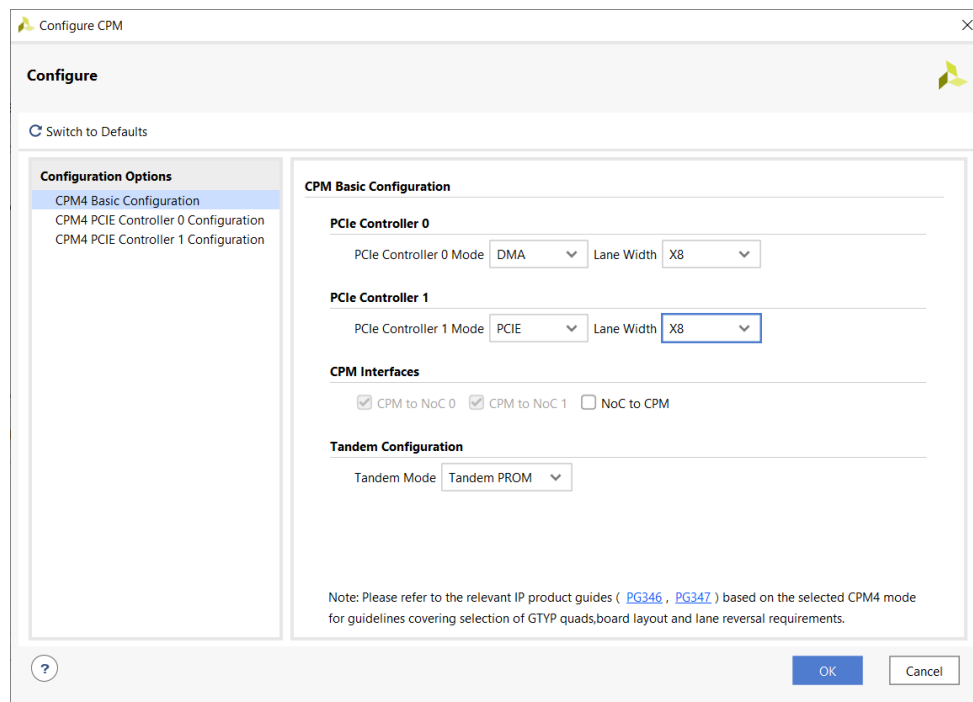 Configure CPM
Configure
Switch to Defaults
Configuration Options
CPM4 Basic Configuration
CPM4 PCIE Controller 0 Configuration
CPM4 PCIE Controller 1 Configuration
CPM Basic Configuration
PCIe Controller 0
PCIe Controller 0 Mode DMA Lane Width X8
PCIe Controller 1
PCIe Controller 1 Mode PCIE Lane Width X8
CPM Interfaces
CPM to NoC 0 CPM to NoC 1 NoC to CPM
Tandem Configuration
Tandem Mode Tandem PROM
Note: Please refer to the relevant IP product guides ( PG346 , PG347 ) based on the selected CPM4 mode
for guidelines covering selection of GTYP quads,board layout and lane reversal requirements.
? OK Cancel